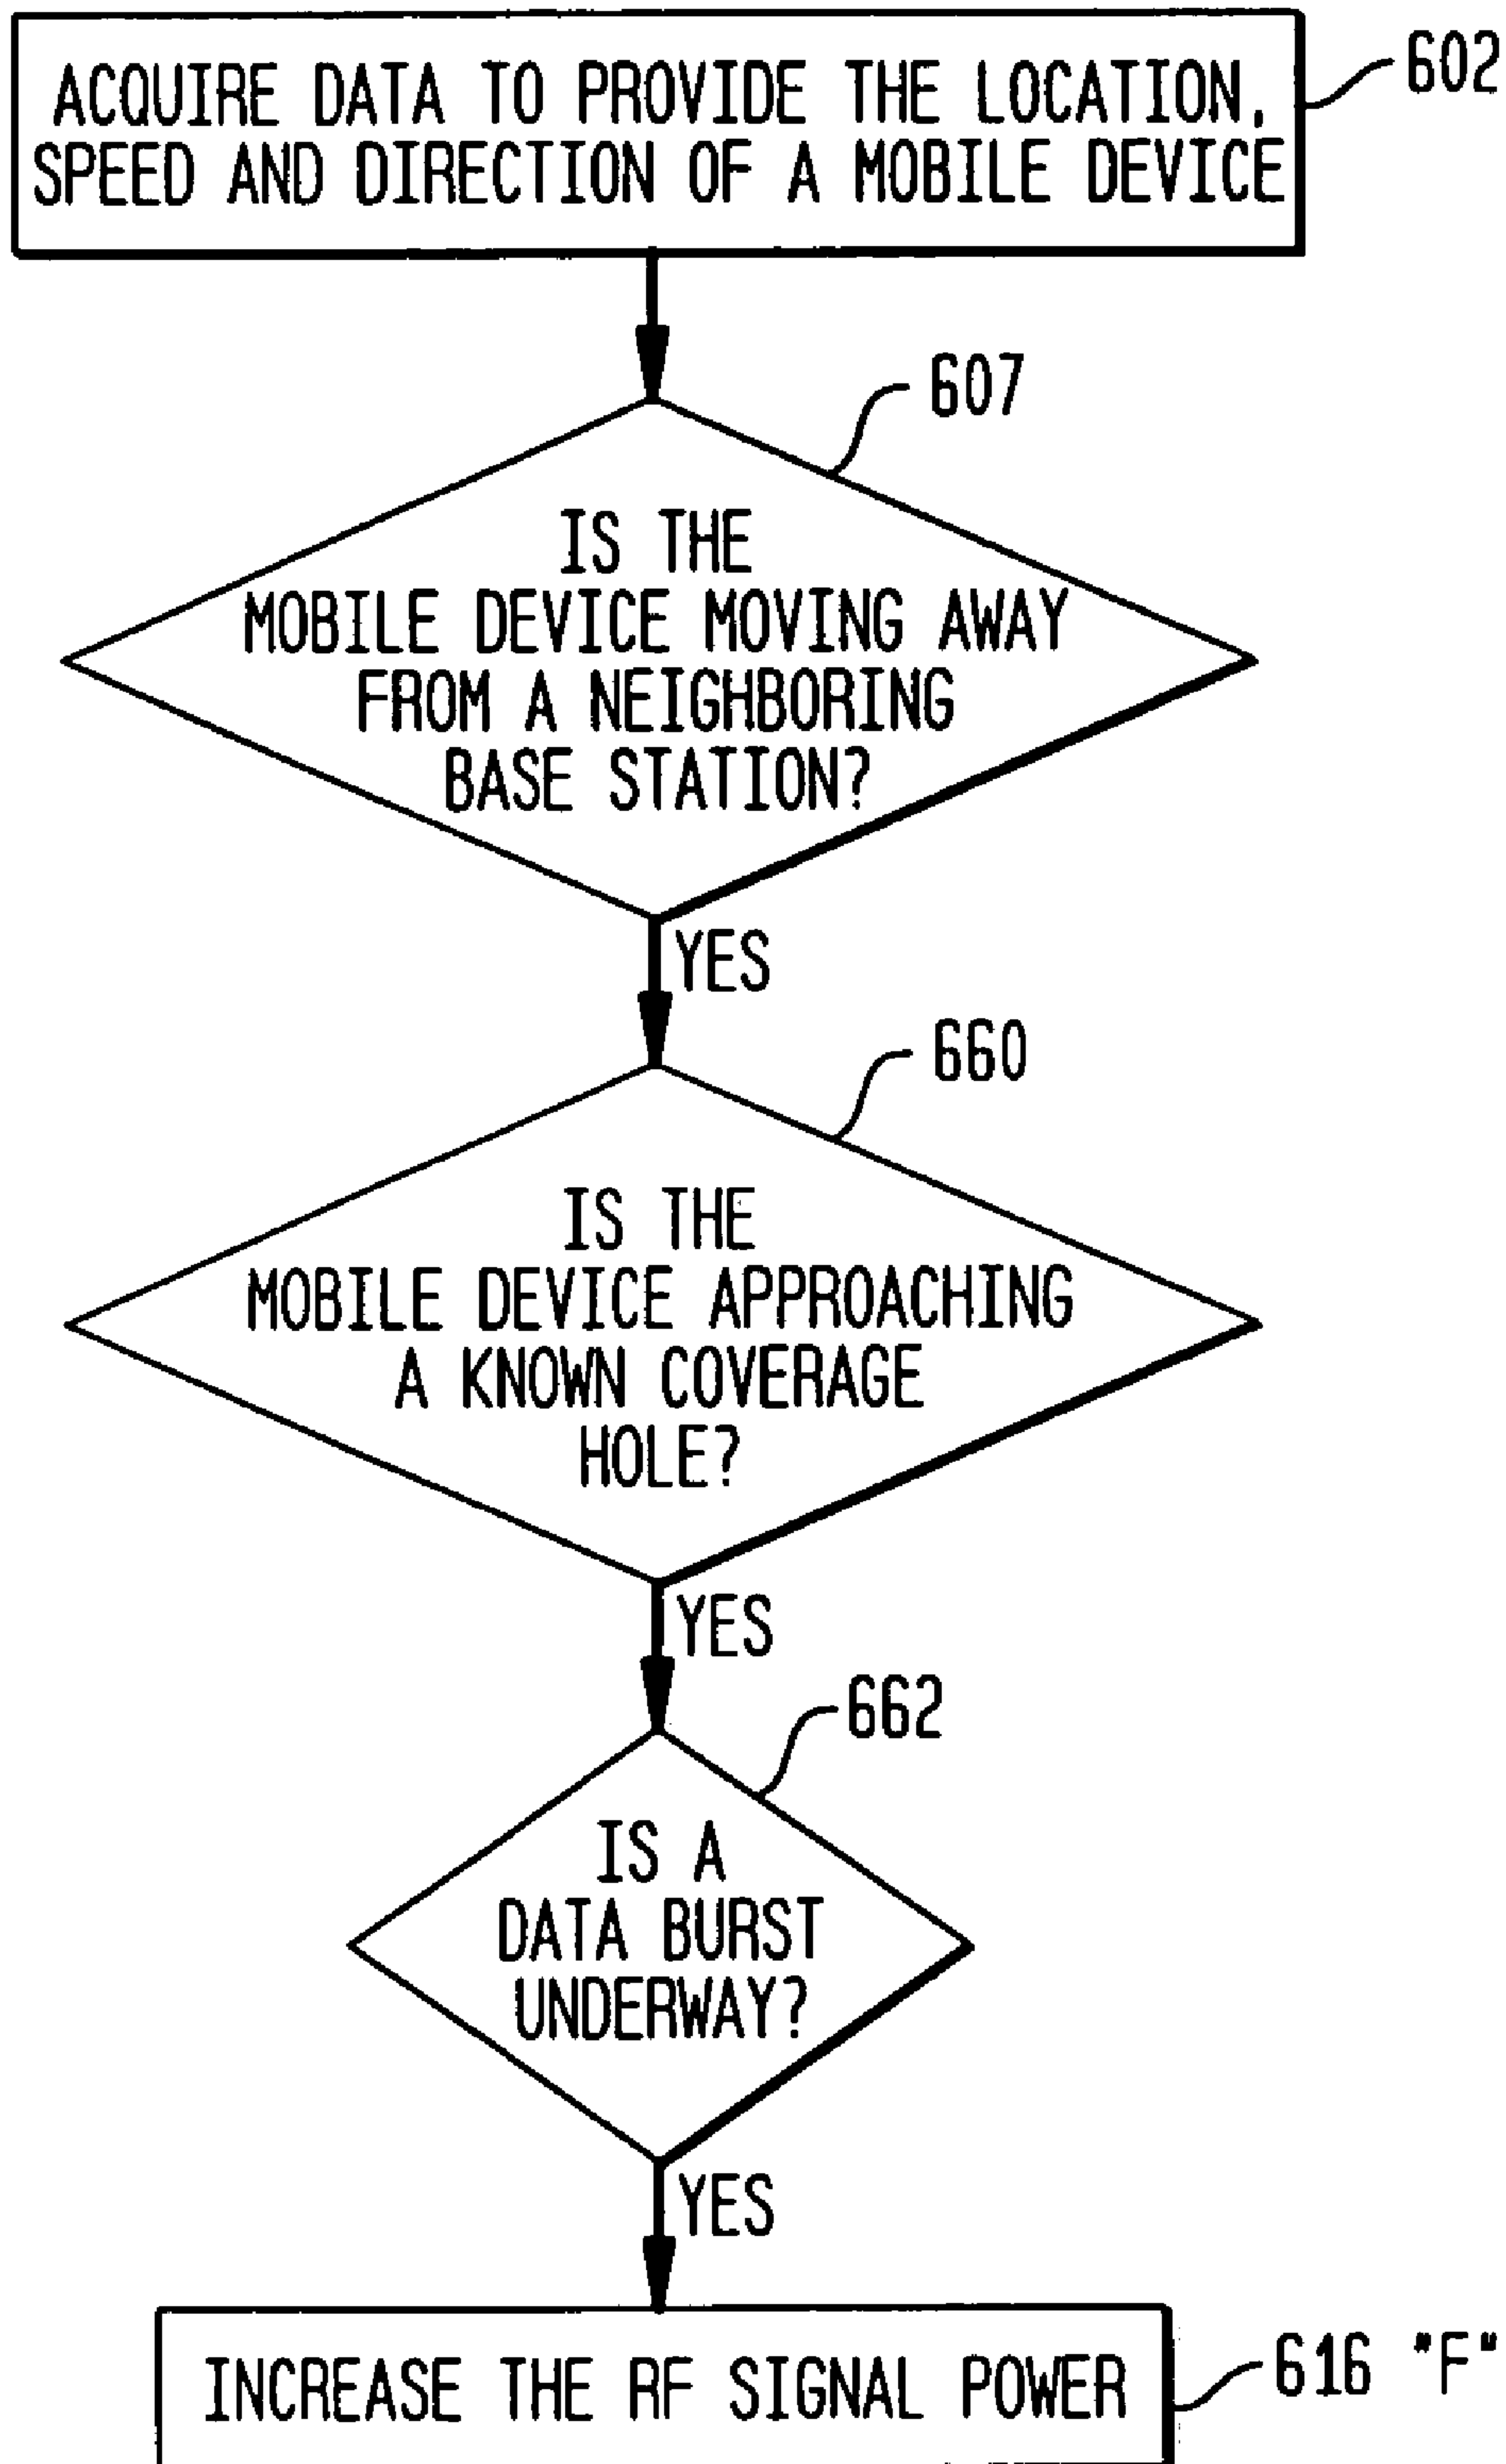 ACQUIRE DATA TO PROVIDE THE LOCATION,
SPEED AND DIRECTION OF A MOBILE DEVICE
602
607
IS THE
MOBILE DEVICE MOVING AWAY
FROM A NEIGHBORING
BASE STATION?
YES
660
IS THE
MOBILE DEVICE APPROACHING
A KNOWN COVERAGE
HOLE?
YES
662
IS A
DATA BURST
UNDERWAY?
YES
INCREASE THE RF SIGNAL POWER
616 "F"